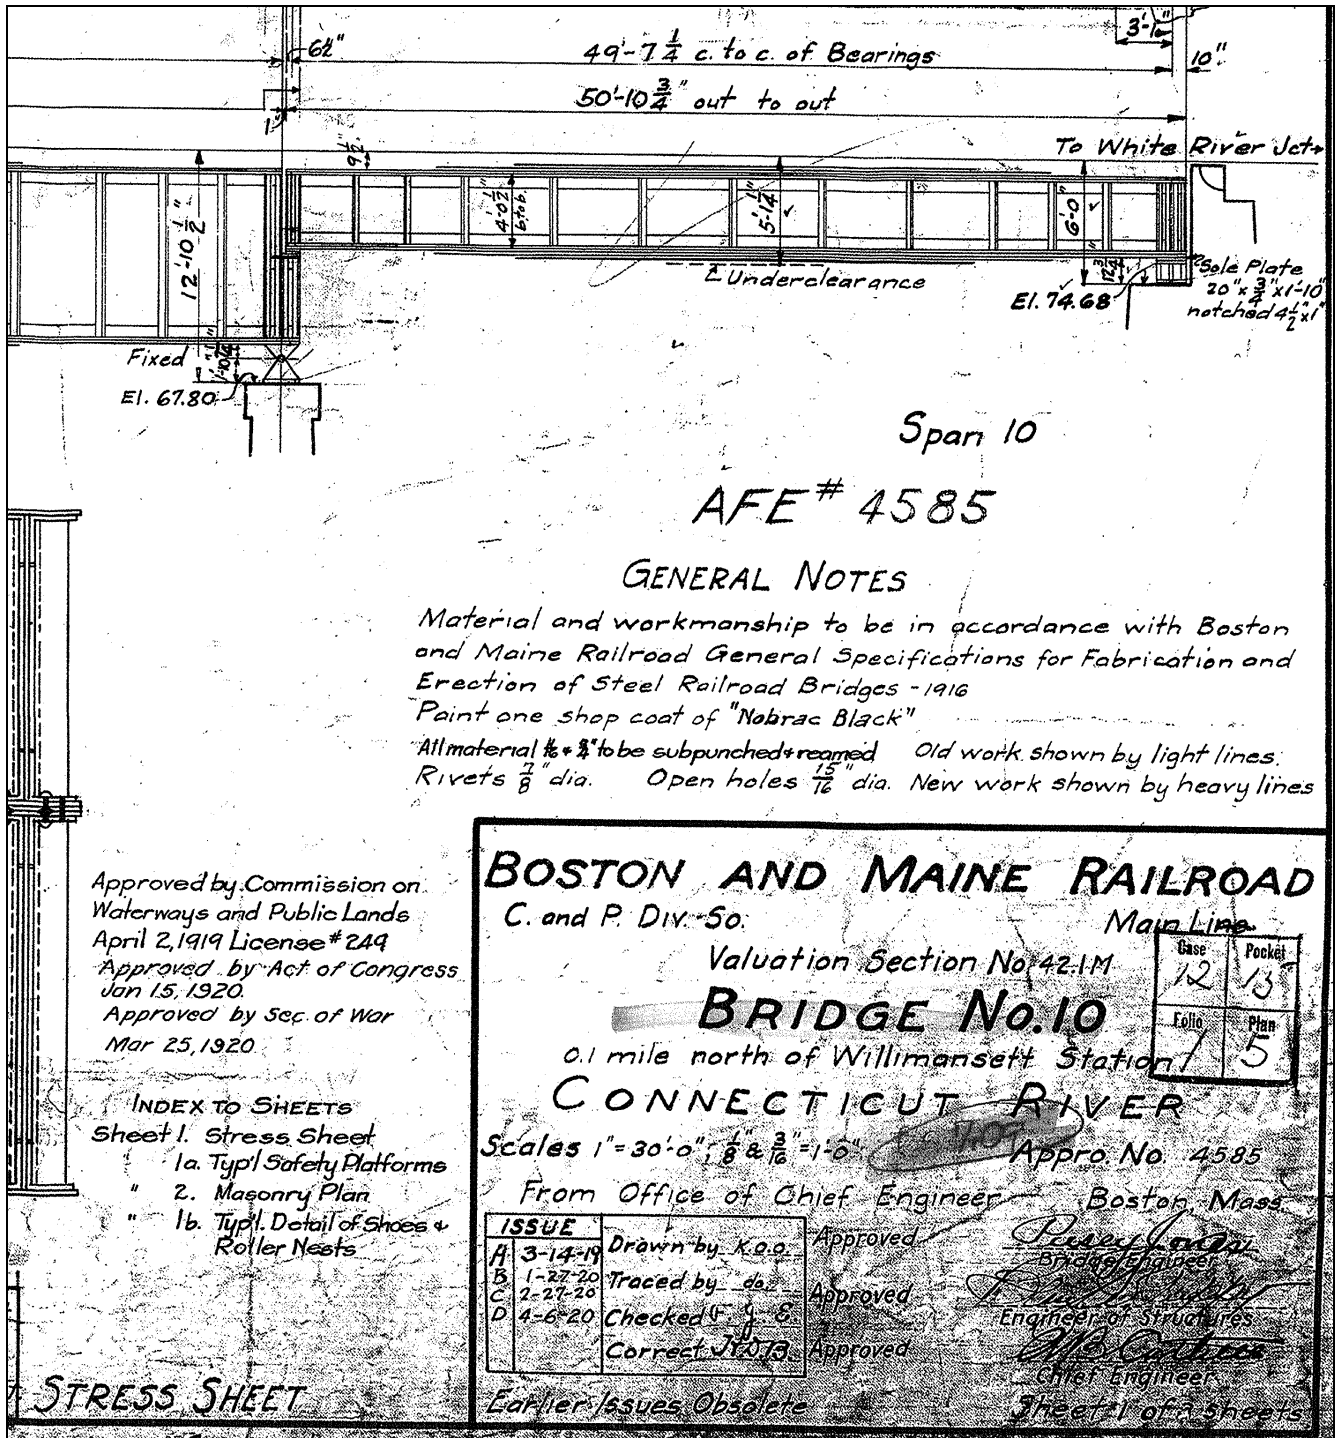 3'-1"
6½"
49'-7 1/4 c. to c. of Bearings
10"
50'-10 3/4" out to out
1"
To White River Jct.
9½"
12'-10 1/2"
4'-0½"
b. to b.
5'-1¼"
6'-0"
Underclearance
El. 74.68
Sole Plate
20"x 3/4"x1'-10"
notched 4½"x1"
Fixed
El. 67.80
Span 10
AFE # 4585
GENERAL NOTES
Material and workmanship to be in accordance with Boston
and Maine Railroad General Specifications for Fabrication and
Erection of Steel Railroad Bridges - 1916
Paint one shop coat of "Nobrac Black"
All material to be subpunched & reamed Old work shown by light lines.
Rivets 7/8" dia. Open holes 15/16" dia. New work shown by heavy lines
BOSTON AND MAINE RAILROAD
C. and P. Div.-So. Main Line
Valuation Section No. 42.1M
BRIDGE No.10
0.1 mile north of Willimansett Station
CONNECTICUT RIVER
Scales 1"=30'-0"; 1/8" & 3/16"=1'-0" Appro. No. 4585
From Office of Chief Engineer Boston, Mass.
Case Pocket
12 13
Folio Plan
1 5
ISSUE
A 3-14-19
B 1-27-20
C 2-27-20
D 4-6-20
Drawn by K.O.O.
Traced by do.
Checked
Correct
Approved
Bridge Engineer
Approved
Engineer of Structures
Approved
Chief Engineer
Earlier Issues Obsolete
Sheet #1 of 2 sheets
Approved by Commission on
Waterways and Public Lands
April 2, 1919 License # 249
Approved by Act of Congress
Jan 15, 1920.
Approved by Sec. of War
Mar 25, 1920
INDEX TO SHEETS
Sheet 1. Stress Sheet
1a. Typ'l Safety Platforms
" 2. Masonry Plan
" 1b. Typ'l. Detail of Shoes &
Roller Nests
STRESS SHEET